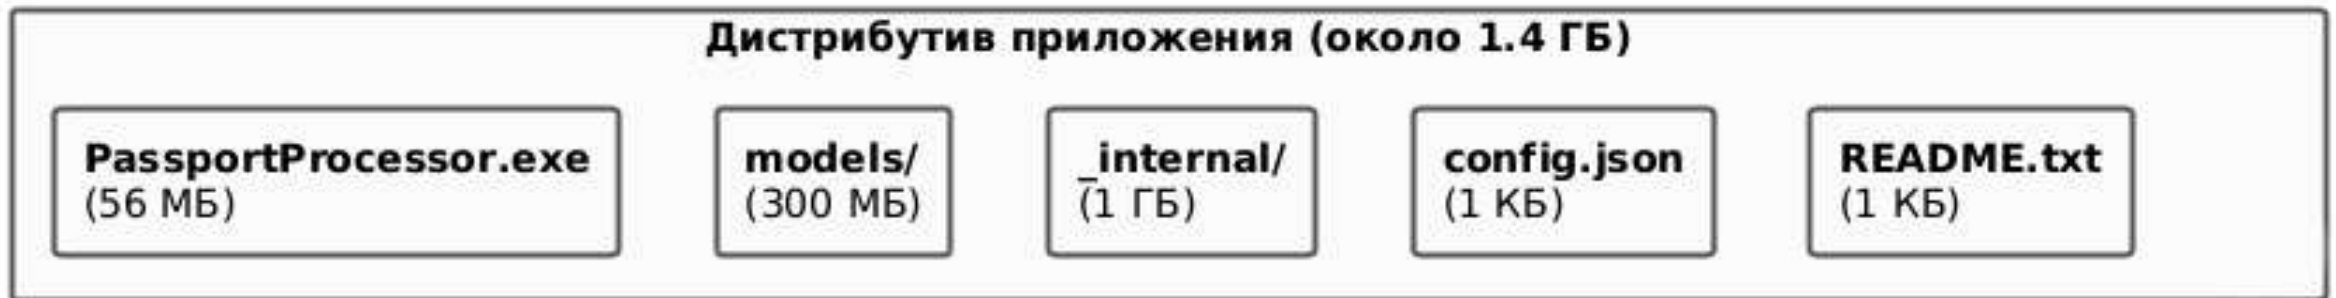 Дистрибутив приложения (около 1.4 ГБ)
PassportProcessor.exe
(56 МБ)
models/
(300 МБ)
_internal/
(1 ГБ)
config.json
(1 КБ)
README.txt
(1 КБ)